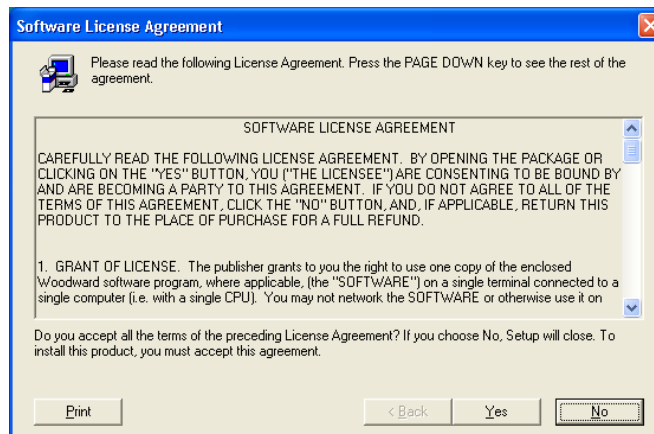 Software License Agreement
Please read the following License Agreement. Press the PAGE DOWN key to see the rest of the
agreement.
SOFTWARE LICENSE AGREEMENT
CAREFULLY READ THE FOLLOWING LICENSE AGREEMENT. BY OPENING THE PACKAGE OR
CLICKING ON THE "YES" BUTTON, YOU ("THE LICENSEE") ARE CONSENTING TO BE BOUND BY
AND ARE BECOMING A PARTY TO THIS AGREEMENT. IF YOU DO NOT AGREE TO ALL OF THE
TERMS OF THIS AGREEMENT, CLICK THE "NO" BUTTON, AND, IF APPLICABLE, RETURN THIS
PRODUCT TO THE PLACE OF PURCHASE FOR A FULL REFUND.
1. GRANT OF LICENSE. The publisher grants to you the right to use one copy of the enclosed
Woodward software program, where applicable, (the "SOFTWARE") on a single terminal connected to a
single computer (i.e. with a single CPU). You may not network the SOFTWARE or otherwise use it on
Do you accept all the terms of the preceding License Agreement? If you choose No, Setup will close. To
install this product, you must accept this agreement.
Print
< Back
Yes
No